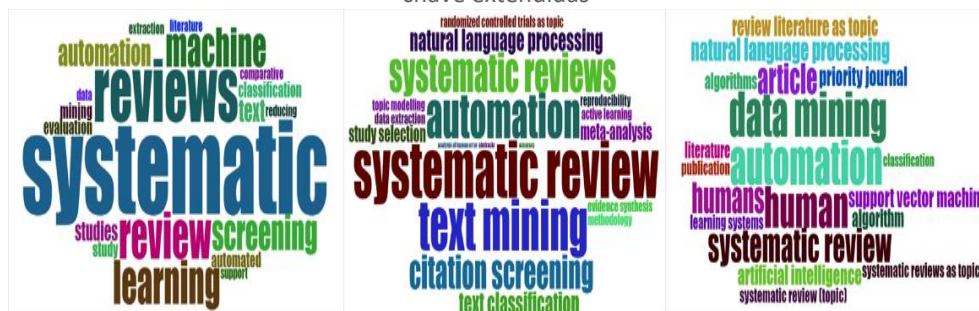 chave extendidas
extraction literature
automation machine
reviews
comparative
classification
data
text reducing
mining
evaluation
systematic
studies review screening
study
automated
support
learning
randomized controlled trials as topic
natural language processing
systematic reviews
topic modelling automation reproducibility
data extraction active learning
study selection meta-analysis
systematic review
text mining evidence synthesis
methodology
citation screening
text classification
review literature as topic
natural language processing
algorithms article priority journal
data mining
literature automation classification
publication
humans human support vector machin
learning systems algorithm
systematic review
artificial intelligence systematic reviews as topic
systematic review (topic)